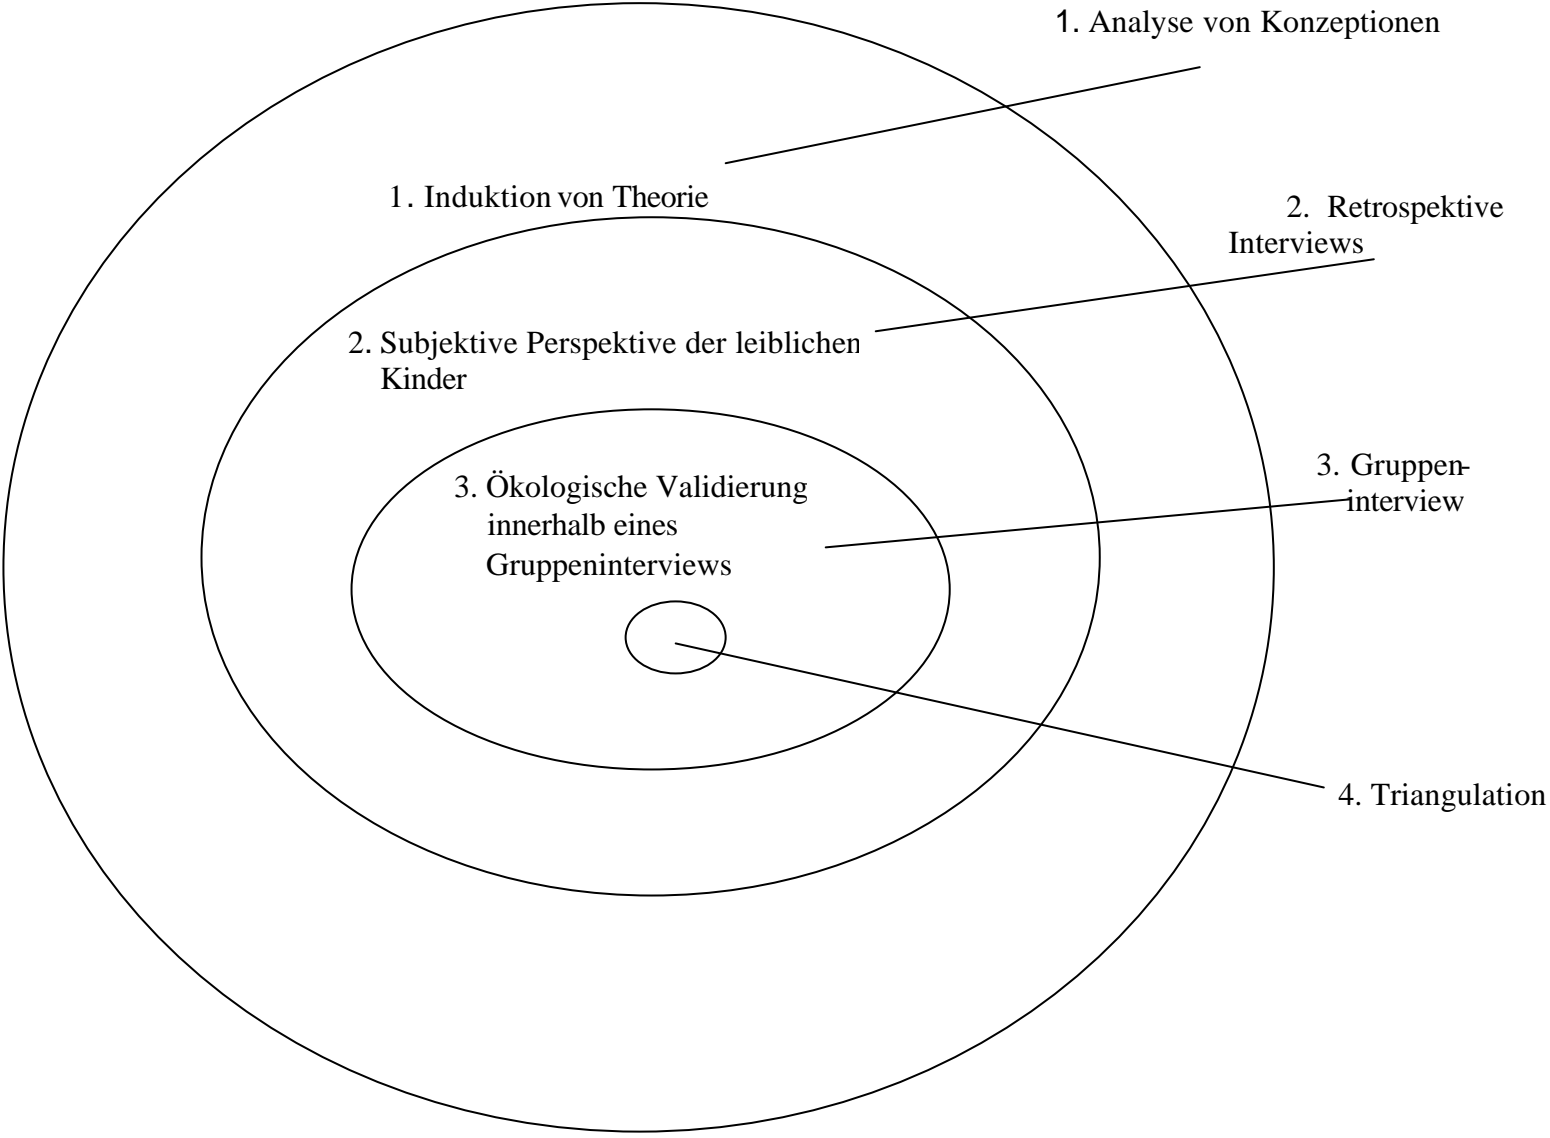 1. Analyse von Konzeptionen
1. Induktion von Theorie
2. Retrospektive
Interviews
2. Subjektive Perspektive der leiblichen
Kinder
3. Gruppen-
interview
3. Ökologische Validierung
innerhalb eines
Gruppeninterviews
4. Triangulation